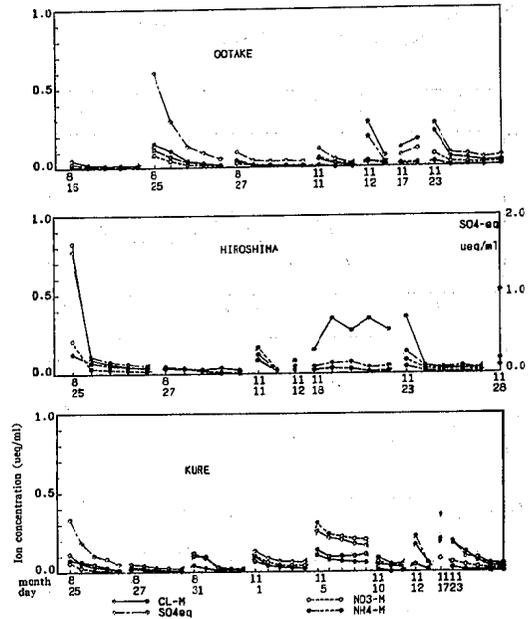 1.0
OOTAKE
0.5
0.0
8 8 8 11 11 11 11
16 25 27 11 12 17 23
1.0 2.0
SO4-eq
HIROSHIMA ueq/ml
0.5 1.0
0.0 0.0
8 8 11 11 11 11 11
25 27 11 12 18 23 28
1.0
KURE
0.5
Ion concentration (ueq/ml)
0.0
month 8 8 8 11 11 11 11 11 11
day 25 27 31 1 5 10 12 17 23
CL-M NO3-M
SO4eq NH4-M